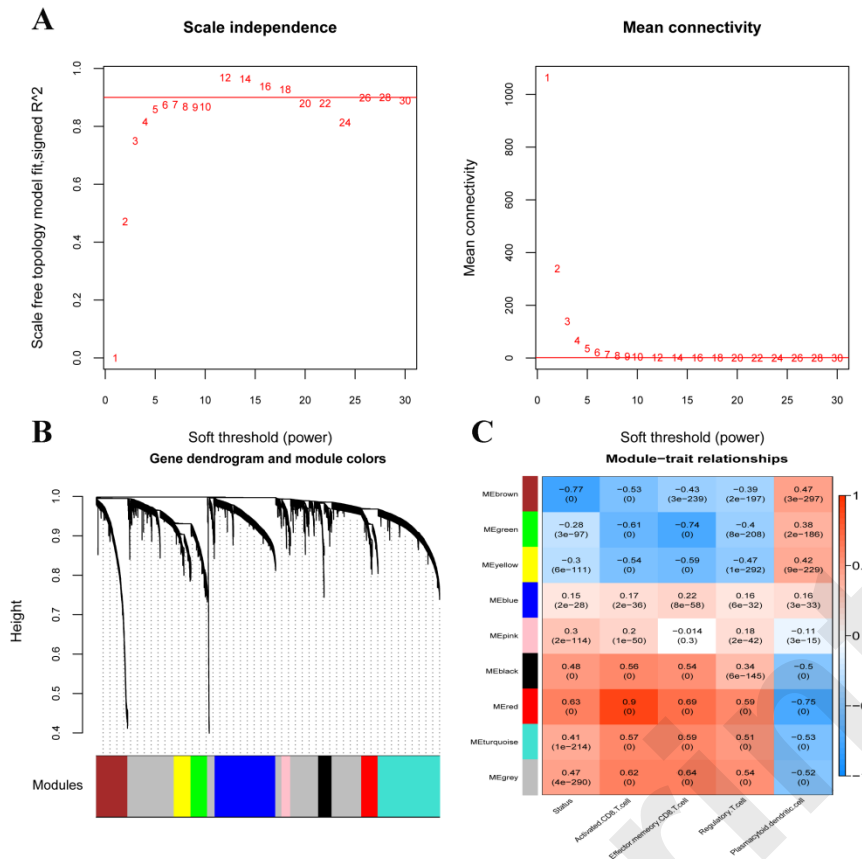 A
Scale independence
Mean connectivity
Scale free topology model fit,signed R^2
1.0
0.8
0.6
0.4
0.2
0.0
1
2
3
4
5
6
7
8
9
10
12
14
16
18
20
22
24
26
28
30
0
5
10
15
20
25
30
Soft threshold (power)
Mean connectivity
1000
800
600
400
200
0
1
2
3
4
5
6
7
8
9
10
12
14
16
18
20
22
24
26
28
30
0
5
10
15
20
25
30
Soft threshold (power)
B
Gene dendrogram and module colors
Height
1.0
0.9
0.8
0.7
0.6
0.5
0.4
Modules
C
Module−trait relationships
MEbrown
−0.77 −0.53 −0.43 −0.39 0.47
(0) (0) (3e−239) (2e−197) (3e−297)
MEgreen
−0.28 −0.61 −0.74 −0.4 0.38
(3e−97) (0) (0) (8e−208) (2e−186)
MEyellow
−0.3 −0.54 −0.59 −0.47 0.42
(6e−111) (0) (0) (1e−292) (9e−229)
MEblue
0.15 0.17 0.22 0.16 0.16
(2e−28) (2e−36) (8e−58) (6e−32) (3e−33)
MEpink
0.3 0.2 −0.014 0.18 −0.11
(2e−114) (1e−50) (0.3) (2e−42) (3e−15)
MEblack
0.48 0.56 0.54 0.34 −0.5
(0) (0) (0) (6e−145) (0)
MEred
0.63 0.9 0.69 0.59 −0.75
(0) (0) (0) (0) (0)
MEturquoise
0.41 0.57 0.59 0.51 −0.53
(1e−214) (0) (0) (0) (0)
MEgrey
0.47 0.62 0.64 0.54 −0.52
(4e−290) (0) (0) (0) (0)
Status
Activated.CD8.T.cell
Effector.memeory.CD8.T.cell
Regulatory.T.cell
Plasmacytoid.dendritic.cell
1
0